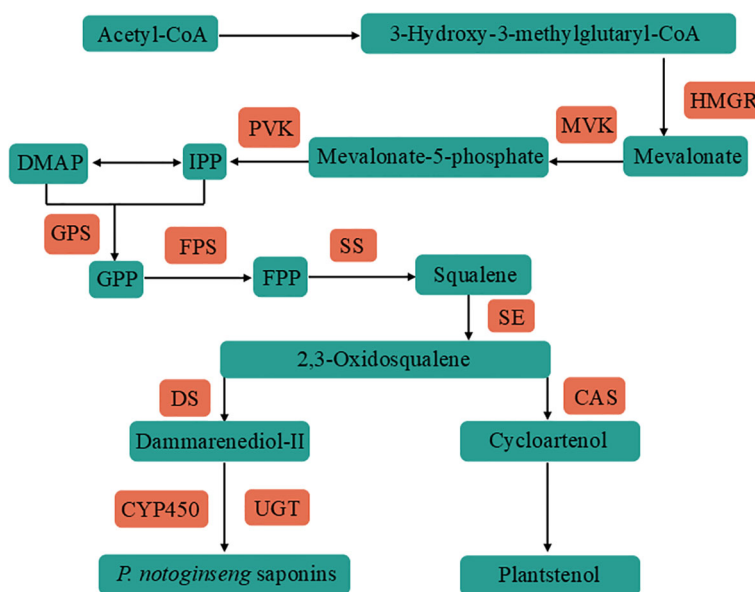 Acetyl-CoA
3-Hydroxy-3-methylglutaryl-CoA
HMGR
PVK
MVK
DMAP
IPP
Mevalonate-5-phosphate
Mevalonate
GPS
FPS
SS
GPP
FPP
Squalene
SE
2,3-Oxidosqualene
DS
CAS
Dammarenediol-II
Cycloartenol
CYP450
UGT
P. notoginseng saponins
Plantstenol